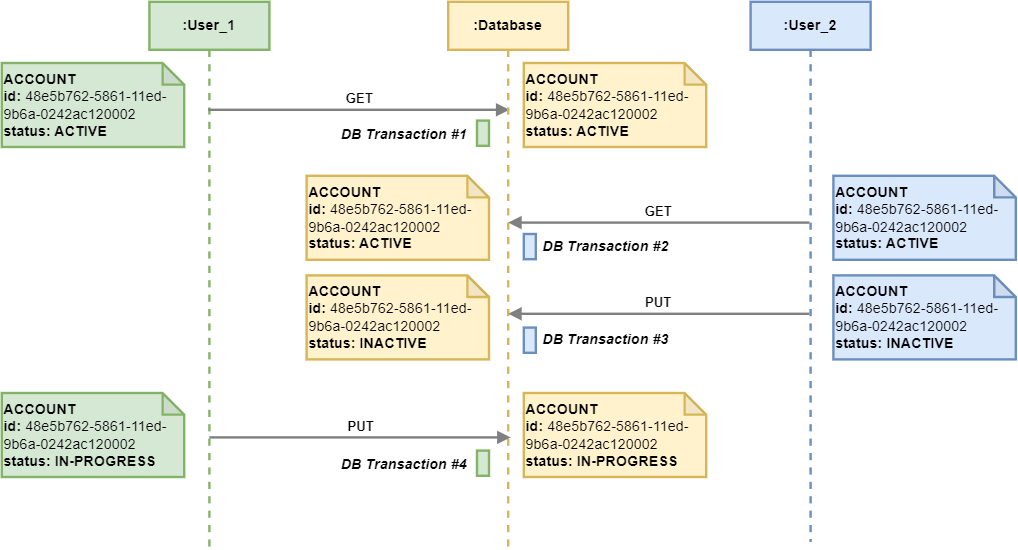 :User_1
:Database
:User_2
ACCOUNT
id: 48e5b762-5861-11ed-
9b6a-0242ac120002
status: ACTIVE
GET
DB Transaction #1
ACCOUNT
id: 48e5b762-5861-11ed-
9b6a-0242ac120002
status: ACTIVE
ACCOUNT
id: 48e5b762-5861-11ed-
9b6a-0242ac120002
status: ACTIVE
GET
DB Transaction #2
ACCOUNT
id: 48e5b762-5861-11ed-
9b6a-0242ac120002
status: ACTIVE
ACCOUNT
id: 48e5b762-5861-11ed-
9b6a-0242ac120002
status: INACTIVE
PUT
DB Transaction #3
ACCOUNT
id: 48e5b762-5861-11ed-
9b6a-0242ac120002
status: INACTIVE
ACCOUNT
id: 48e5b762-5861-11ed-
9b6a-0242ac120002
status: IN-PROGRESS
PUT
DB Transaction #4
ACCOUNT
id: 48e5b762-5861-11ed-
9b6a-0242ac120002
status: IN-PROGRESS